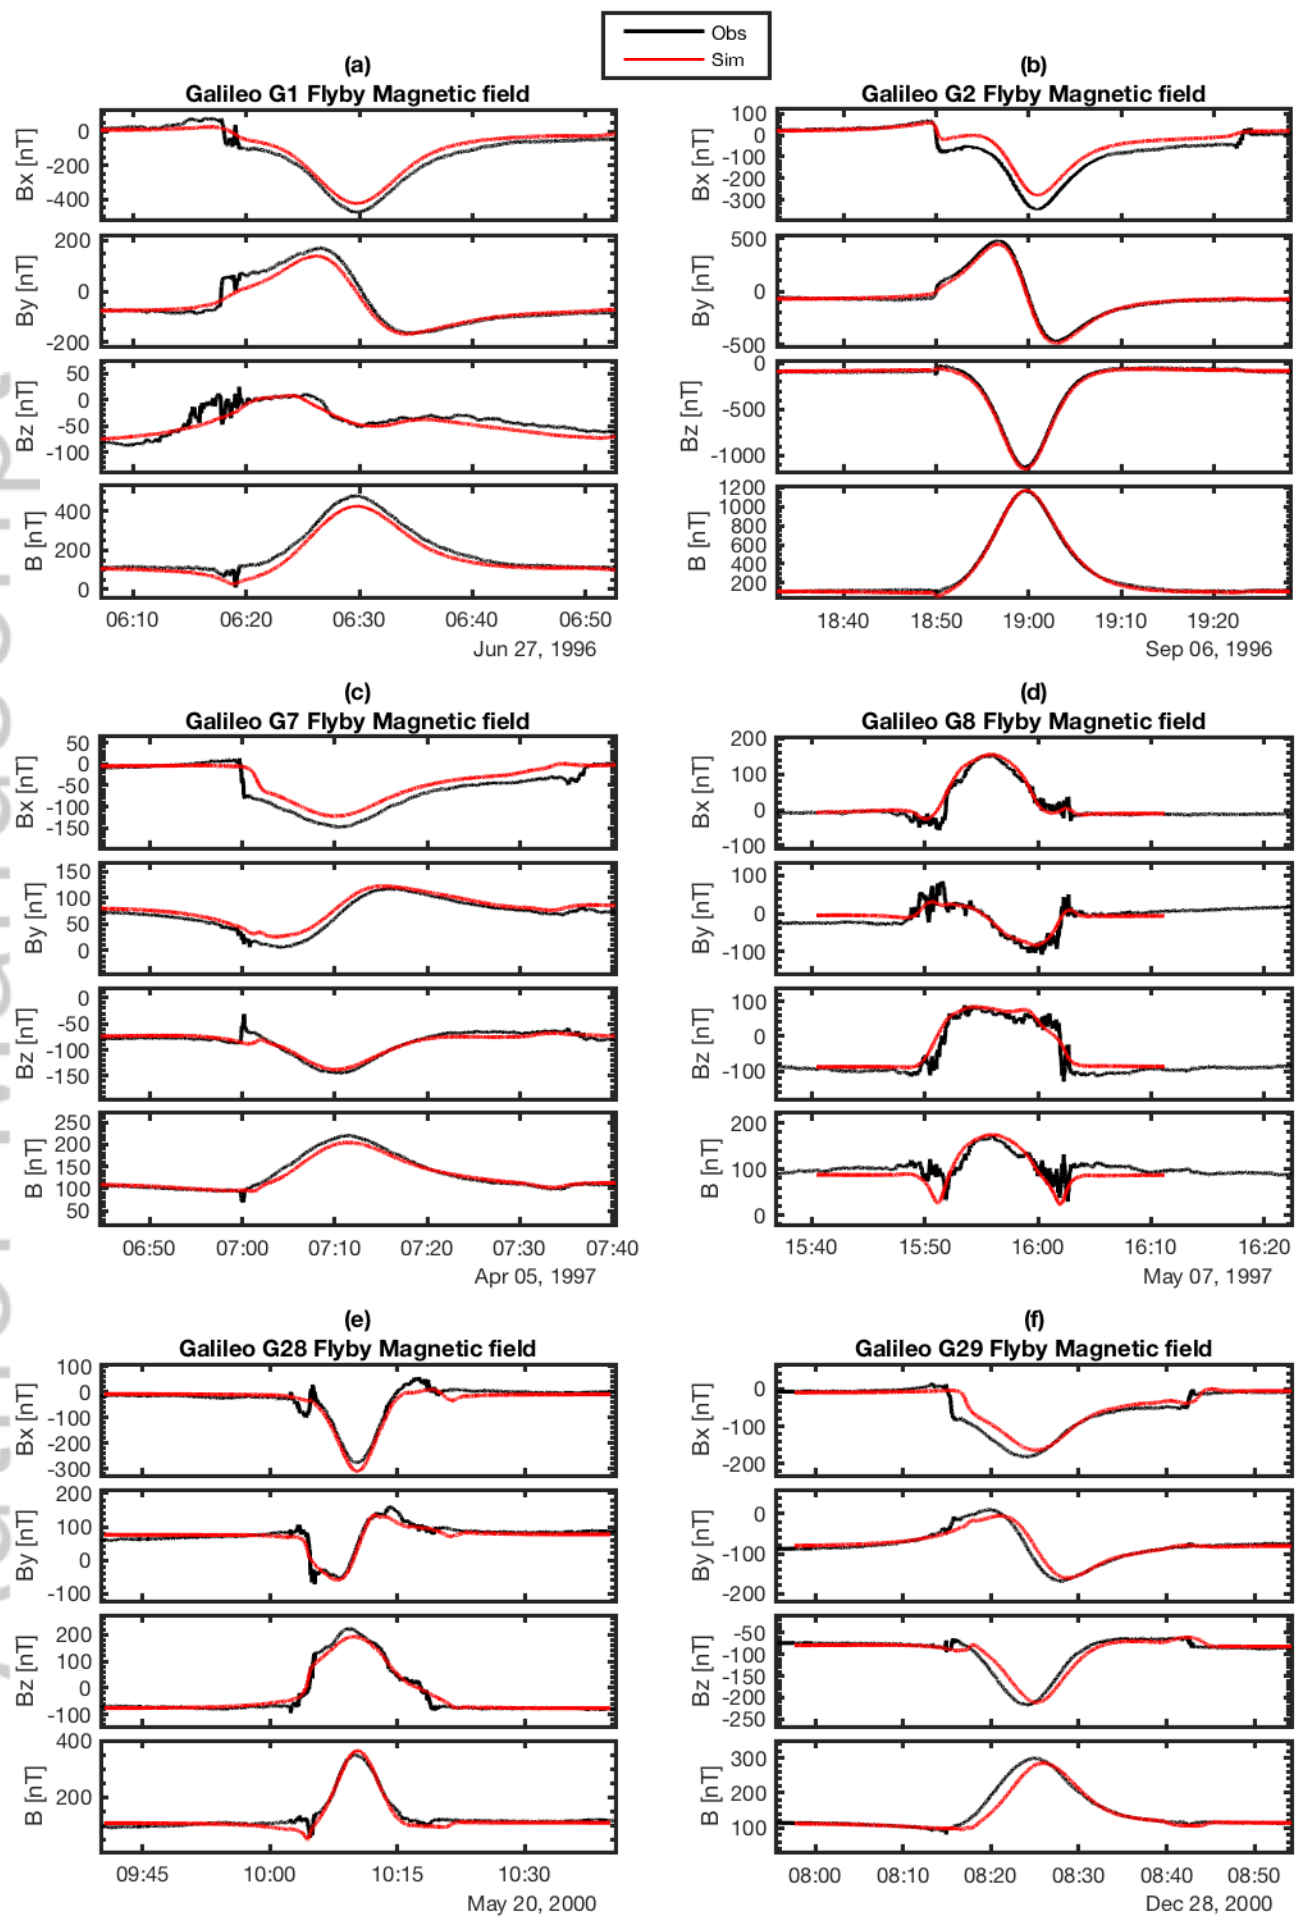 Obs
Sim
(a)
Galileo G1 Flyby Magnetic field
Bx [nT]
0
-200
-400
By [nT]
200
0
-200
Bz [nT]
50
0
-50
-100
B [nT]
400
200
0
06:10 06:20 06:30 06:40 06:50
Jun 27, 1996
(b)
Galileo G2 Flyby Magnetic field
Bx [nT]
100
0
-100
-200
-300
By [nT]
500
0
-500
Bz [nT]
0
-500
-1000
B [nT]
1200
1000
800
600
400
200
18:40 18:50 19:00 19:10 19:20
Sep 06, 1996
(c)
Galileo G7 Flyby Magnetic field
Bx [nT]
50
0
-50
-100
-150
By [nT]
150
100
50
0
Bz [nT]
0
-50
-100
-150
B [nT]
250
200
150
100
50
06:50 07:00 07:10 07:20 07:30 07:40
Apr 05, 1997
(d)
Galileo G8 Flyby Magnetic field
Bx [nT]
200
100
0
-100
By [nT]
100
0
-100
Bz [nT]
100
0
-100
B [nT]
200
100
0
15:40 15:50 16:00 16:10 16:20
May 07, 1997
(e)
Galileo G28 Flyby Magnetic field
Bx [nT]
100
0
-100
-200
-300
By [nT]
200
100
0
-100
Bz [nT]
200
100
0
-100
B [nT]
400
200
09:45 10:00 10:15 10:30
May 20, 2000
(f)
Galileo G29 Flyby Magnetic field
Bx [nT]
0
-100
-200
By [nT]
0
-100
-200
Bz [nT]
-50
-100
-150
-200
-250
B [nT]
300
200
100
08:00 08:10 08:20 08:30 08:40 08:50
Dec 28, 2000